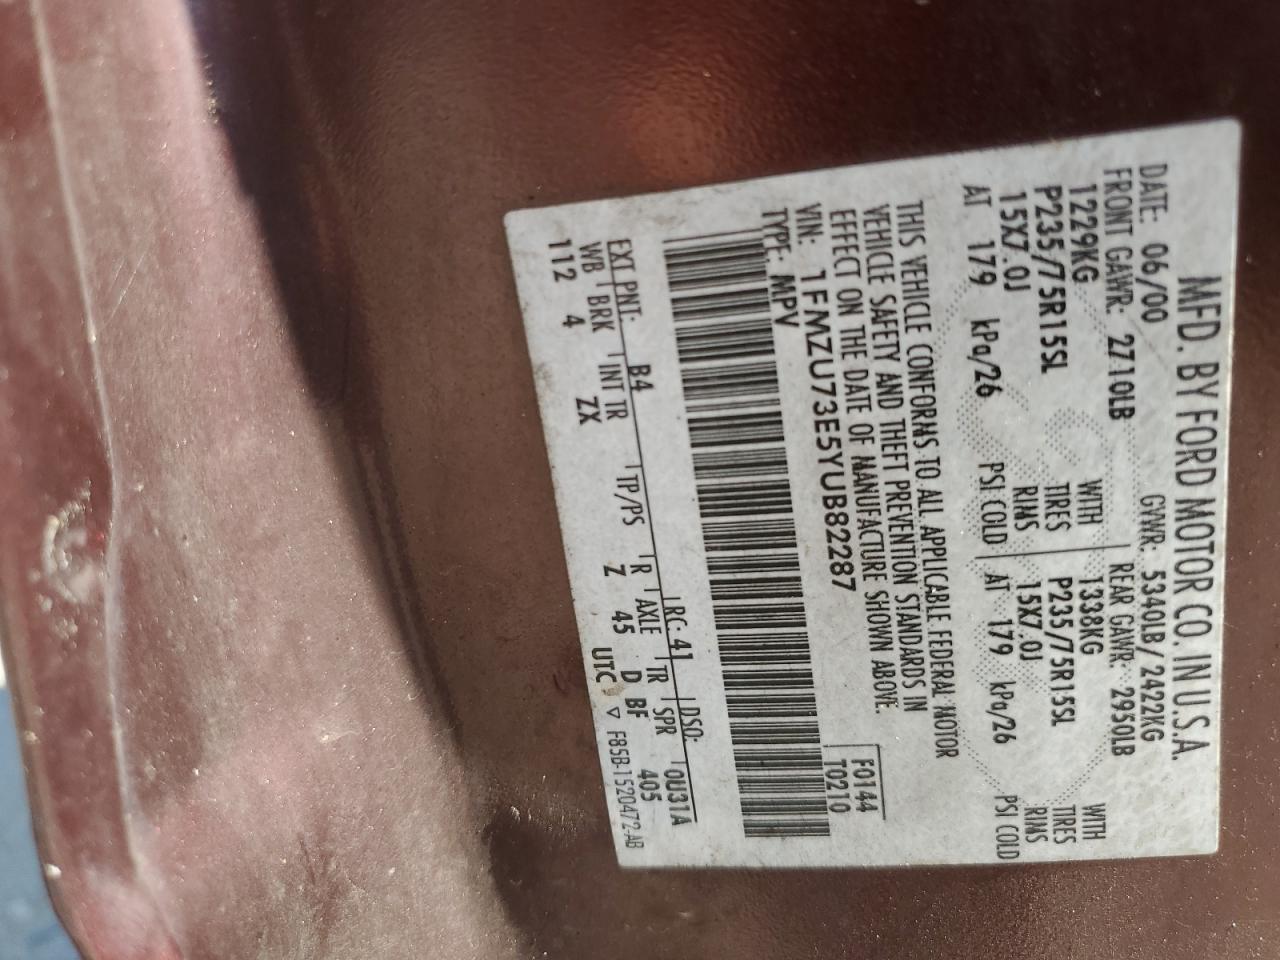 MFD. BY FORD MOTOR CO. IN U.S.A.
DATE: 06/00 GVWR: 5340LB/2422KG
FRONT GAWR: 2710LB REAR GAWR: 2950LB
1229KG WITH 1338KG WITH
P235/75R15SL TIRES P235/75R15SL TIRES
15X7.0J RIMS 15X7.0J RIMS
AT 179 kPa/26 PSI COLD AT 179 kPa/26 PSI COLD
THIS VEHICLE CONFORMS TO ALL APPLICABLE FEDERAL MOTOR
VEHICLE SAFETY AND THEFT PREVENTION STANDARDS IN
EFFECT ON THE DATE OF MANUFACTURE SHOWN ABOVE.
VIN: 1FMZU73E5YUB82287 F0144
TYPE: MPV T0210
EXT PNT: B4 RC: 41 DSO: 0U31A
WB BRK INT TR TP/PS R AXLE TR SPR
112 4 ZX Z 45 D BF 405
UTC ▽ F85B-1520472-AB